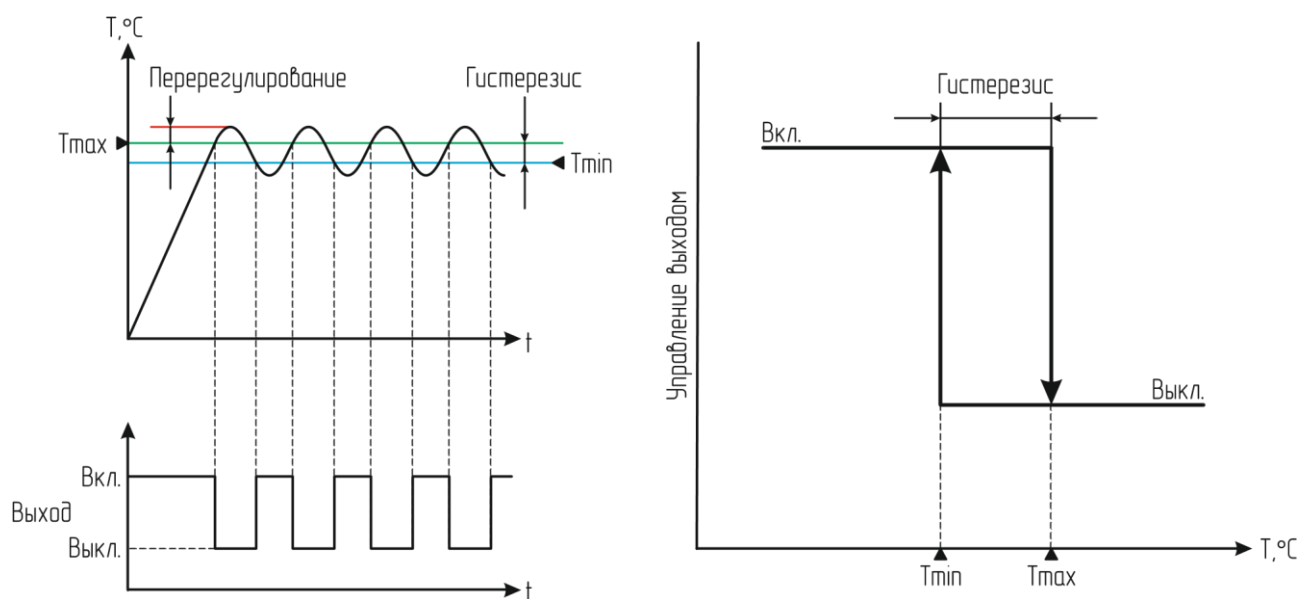 T,°C
Перерегулирование
Гистерезис
Tmax
Tmin
t
Вкл.
Выход
Выкл.
t
Гистерезис
Вкл.
Управление выходом
Выкл.
T,°C
Tmin
Tmax